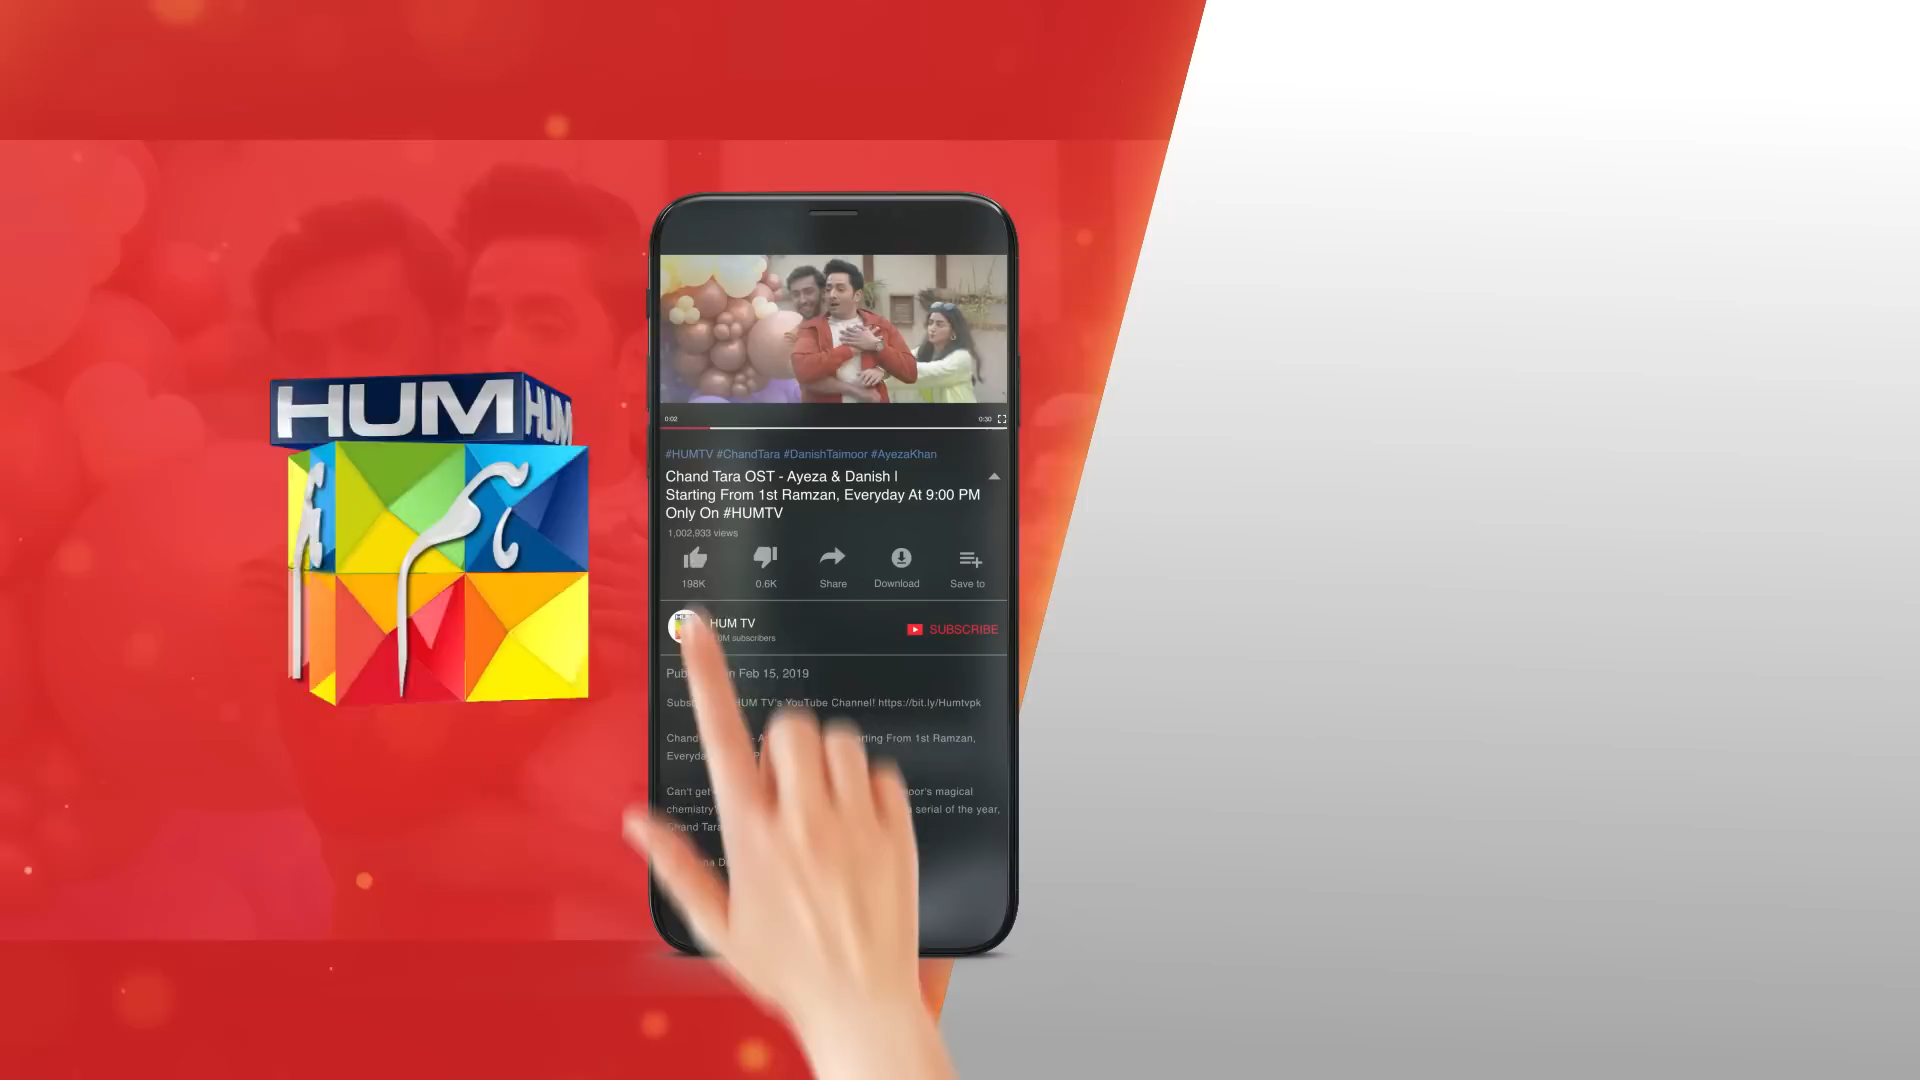 HUM
HUM
ہم
0:02
0:30
#HUMTV #ChandTara #DanishTaimoor #AyezaKhan
Chand Tara OST - Ayeza & Danish |
Starting From 1st Ramzan, Everyday At 9:00 PM
Only On #HUMTV
1,002,933 views
198K
0.6K
Share
Download
Save to
HUM TV
SUBSCRIBE
subscribers
Feb 15, 2019
HUM TV's YouTube Channel! https://bit.ly/Humtvpk
Chand
From 1st Ramzan,
Can't get
magical
chemistry
serial of the year,
Chand Tara